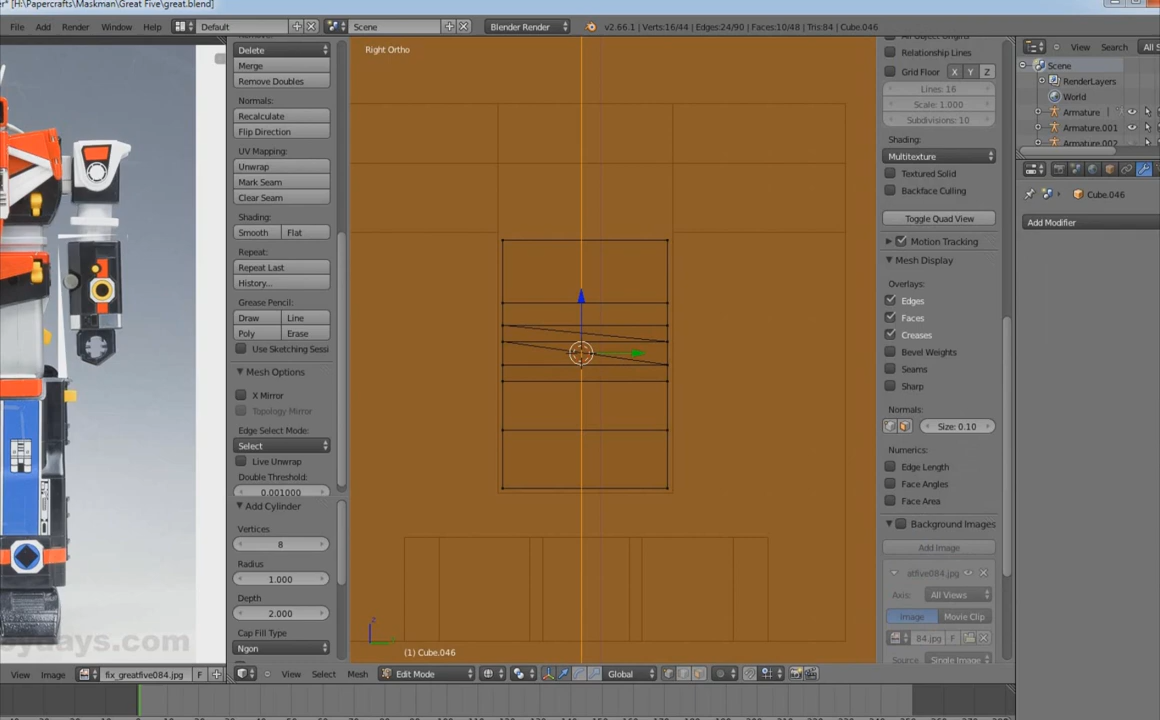 [H:\Papercrafts\Maskman\Great Five\great.blend]
File Add Render Window Help
Default
Scene
Blender Render
v2.66.1 | Verts:16/44 | Edges:24/90 | Faces:10/48 | Tris:84 | Cube.046
Delete
Merge
Remove Doubles
Normals:
Recalculate
Flip Direction
UV Mapping:
Unwrap
Mark Seam
Clear Seam
Shading:
Smooth Flat
Repeat:
Repeat Last
History...
Grease Pencil:
Draw Line
Poly Erase
Use Sketching Sessi
Mesh Options
X Mirror
Topology Mirror
Edge Select Mode:
Select
Live Unwrap
Double Threshold:
0.001000
Add Cylinder
Vertices
8
Radius
1.000
Depth
2.000
Cap Fill Type
Ngon
Right Ortho
z
(1) Cube.046
Relationship Lines
Grid Floor X Y Z
Lines: 16
Scale: 1.000
Subdivisions: 10
Shading:
Multitexture
Textured Solid
Backface Culling
Toggle Quad View
Motion Tracking
Mesh Display
Overlays:
Edges
Faces
Creases
Bevel Weights
Seams
Sharp
Normals:
Size: 0.10
Numerics:
Edge Length
Face Angles
Face Area
Background Images
Add Image
atfive084.jpg
Axis: All Views
Image Movie Clip
84.jpg F
Source: Single Image
View Search All S
Scene
RenderLayers
World
Armature
Armature.001
Armature.002
Cube.046
Add Modifier
View Image fix_greatfive084.jpg F
View Select Mesh Edit Mode Global
ydays.com